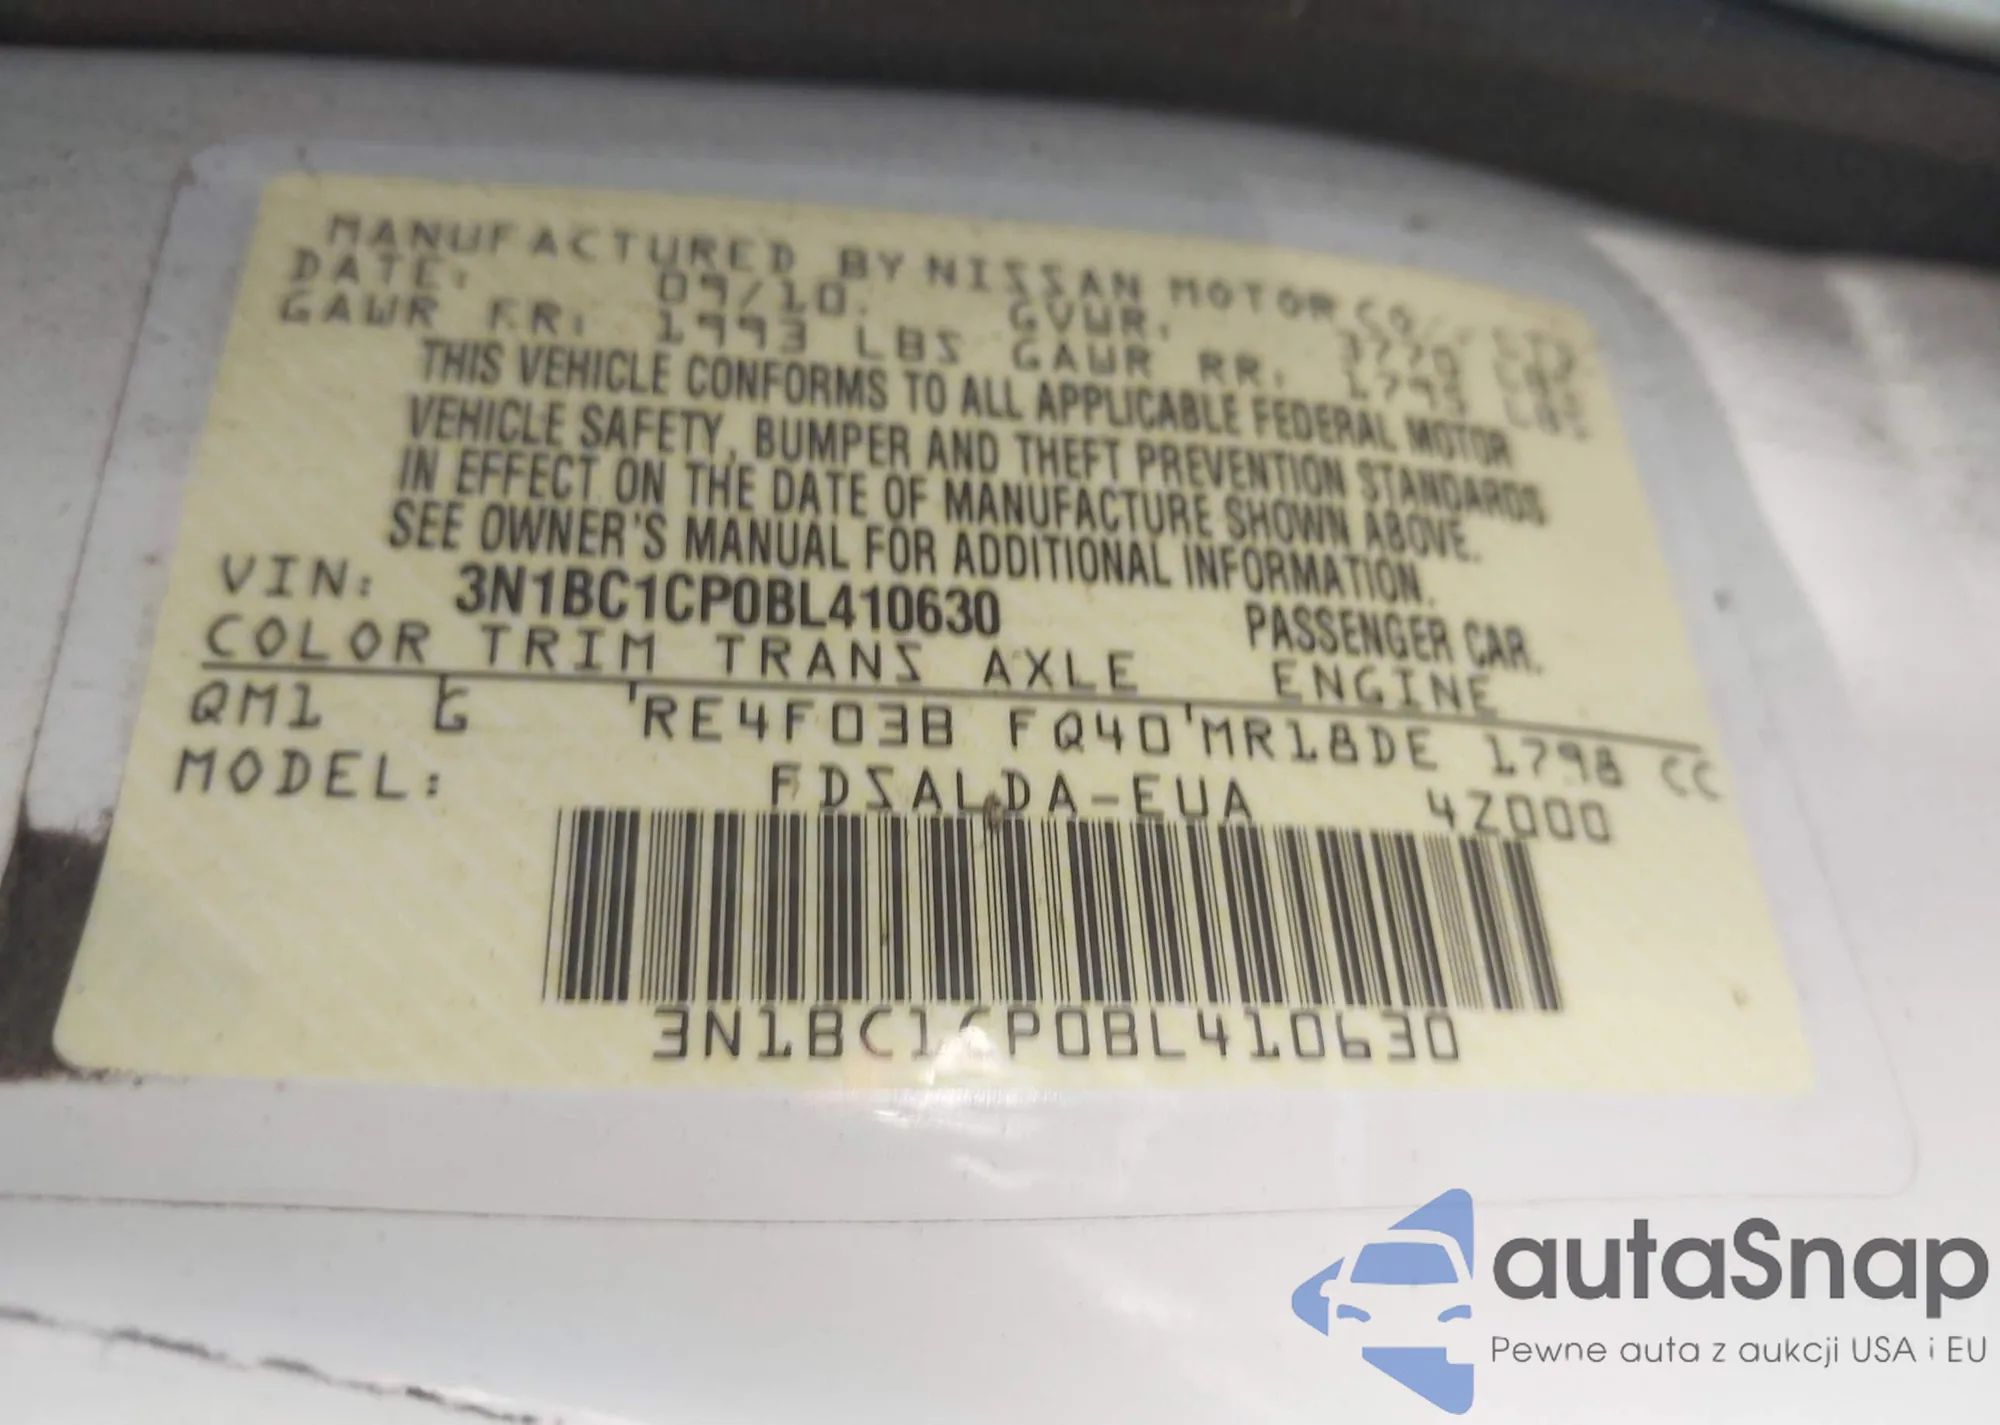 MANUFACTURED BY NISSAN MOTOR CO., LTD.
DATE: 09/10. GVWR. 3770 LBS
GAWR FR: 1993 LBS GAWR RR. 1795 LBS
THIS VEHICLE CONFORMS TO ALL APPLICABLE FEDERAL MOTOR
VEHICLE SAFETY, BUMPER AND THEFT PREVENTION STANDARDS
IN EFFECT ON THE DATE OF MANUFACTURE SHOWN ABOVE.
SEE OWNER'S MANUAL FOR ADDITIONAL INFORMATION.
VIN: 3N1BC1CP0BL410630 PASSENGER CAR.
COLOR TRIM TRANS AXLE ENGINE
QM1 G RE4F03B FQ40 MR18DE 1798 CC
MODEL: FDSALDA-EUA 4Z000
3N1BC1CP0BL410630
autaSnap
Pewne auta z aukcji USA i EU